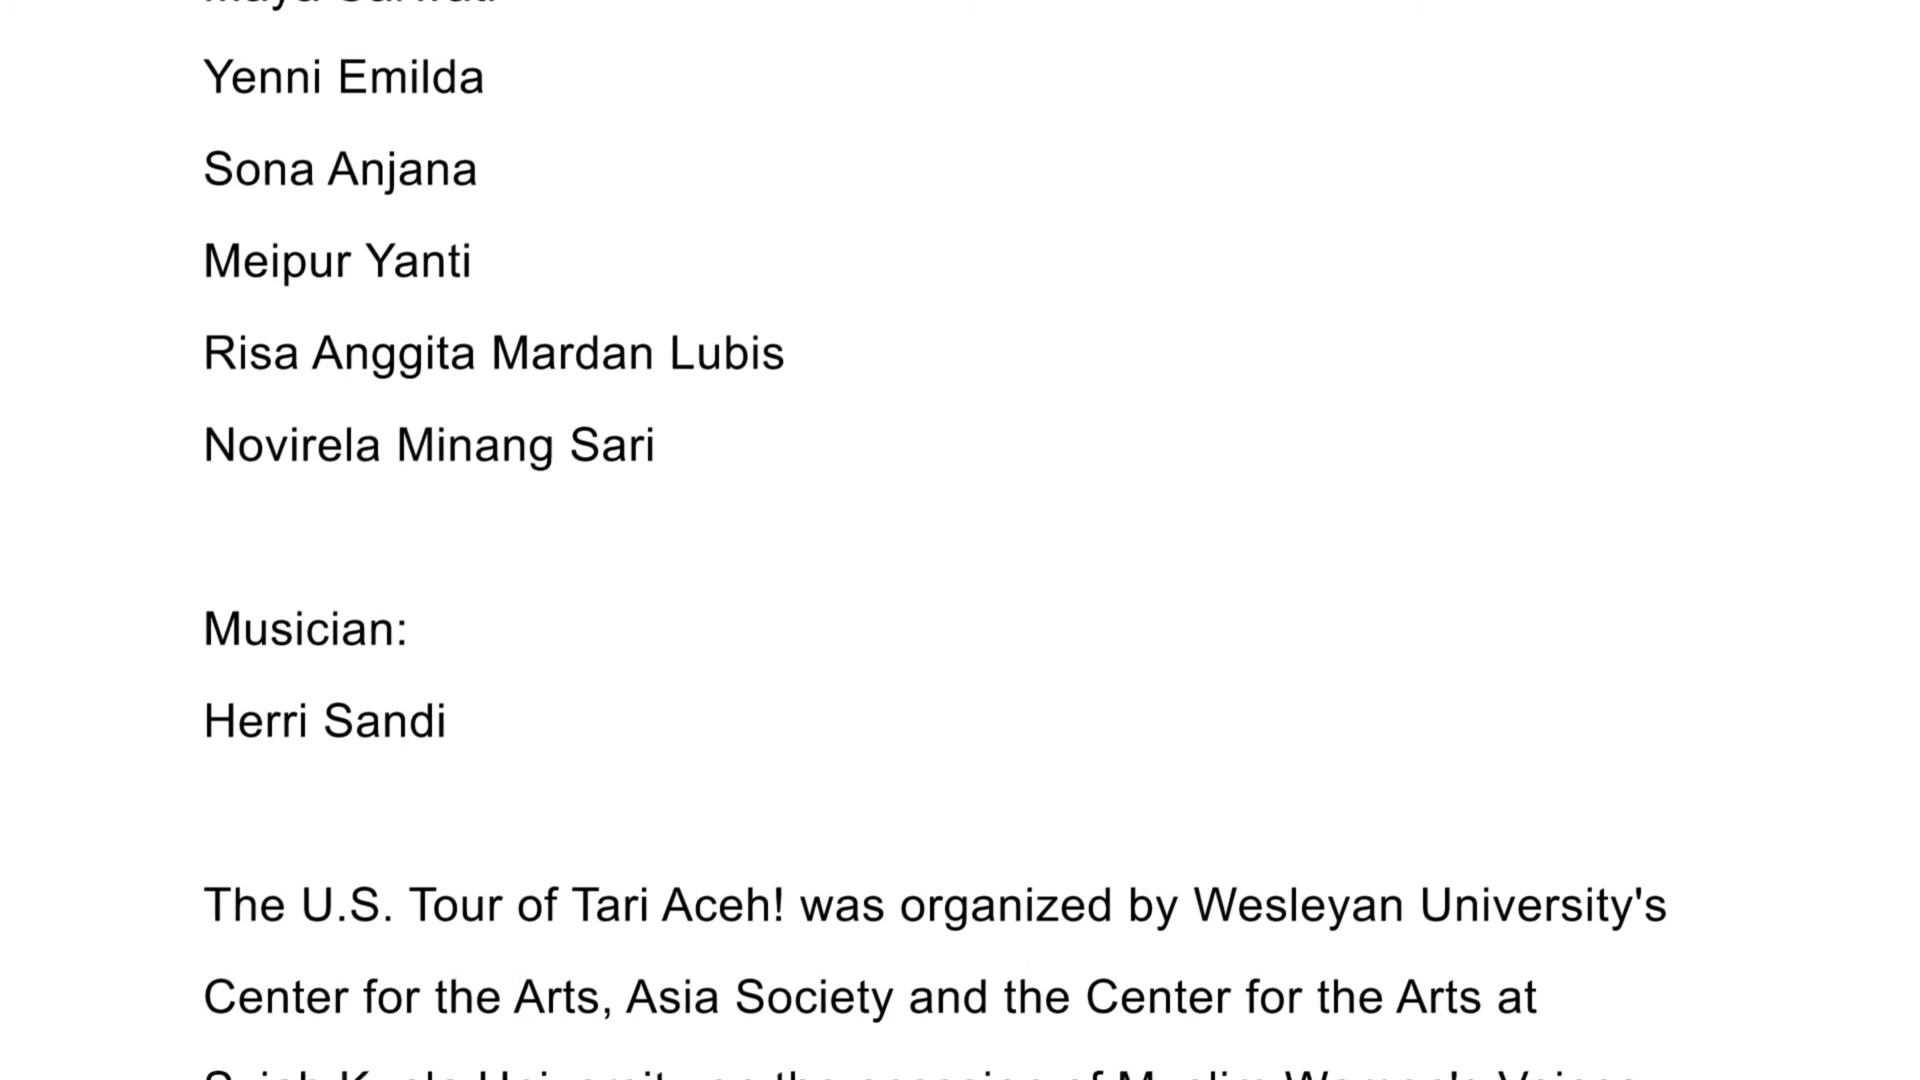 Yenni Emilda
Sona Anjana
Meipur Yanti
Risa Anggita Mardan Lubis
Novirela Minang Sari
Musician:
Herri Sandi
The U.S. Tour of Tari Aceh! was organized by Wesleyan University's
Center for the Arts, Asia Society and the Center for the Arts at